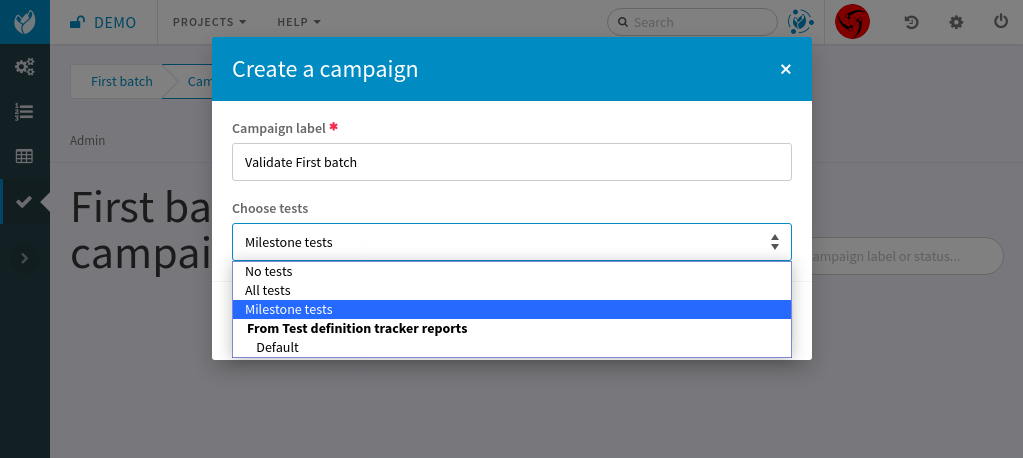 DEMO
PROJECTS
HELP
Search
First batch
Cam
Admin
First ba
campai
ampaign label or status...
Create a campaign
×
Campaign label *
Validate First batch
Choose tests
Milestone tests
No tests
All tests
Milestone tests
From Test definition tracker reports
Default